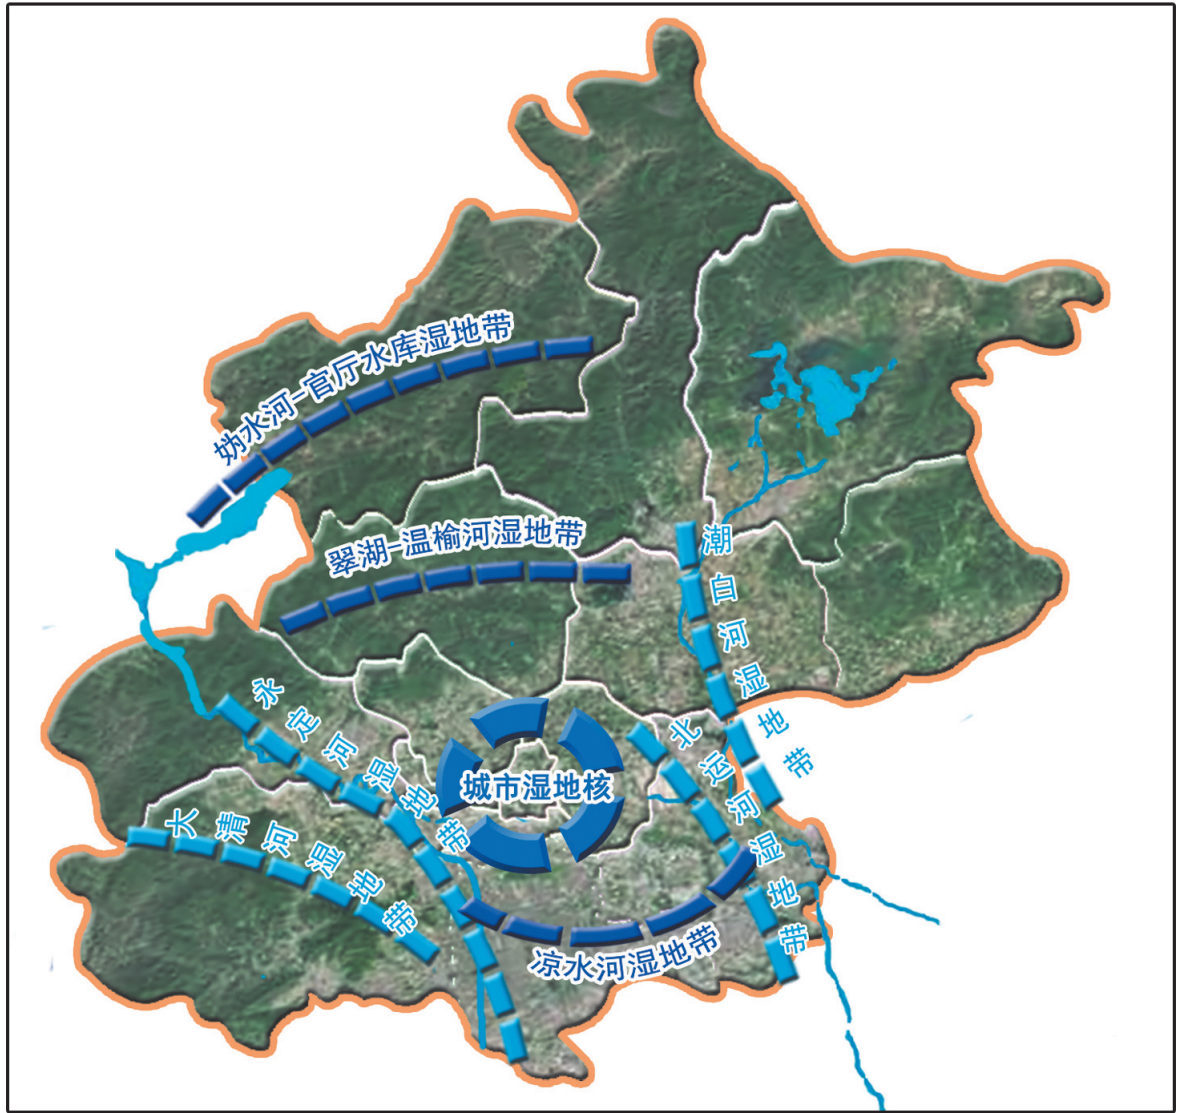 妫水河-官厅水库湿地带
翠湖-温榆河湿地带
潮白河湿地带
永定河湿地带
北运河湿地带
城市湿地核
大清河湿地带
凉水河湿地带